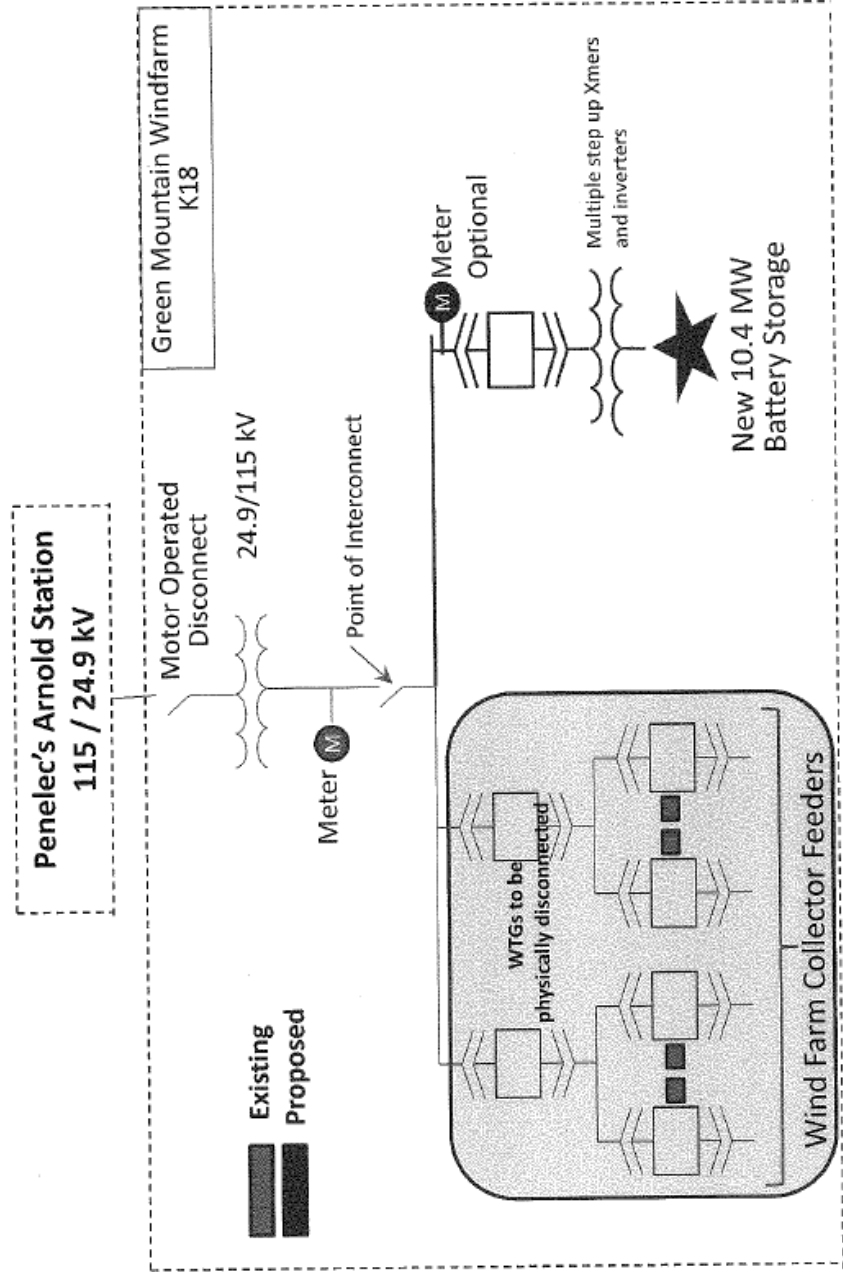 Penelec's Arnold Station
115 / 24.9 kV
Green Mountain Windfarm
K18
Motor Operated
Disconnect
24.9/115 kV
Existing
Proposed
Meter
M
Point of Interconnect
M
Meter
Optional
WTGs to be
physically disconnected
Multiple step up Xmers
and inverters
New 10.4 MW
Battery Storage
Wind Farm Collector Feeders